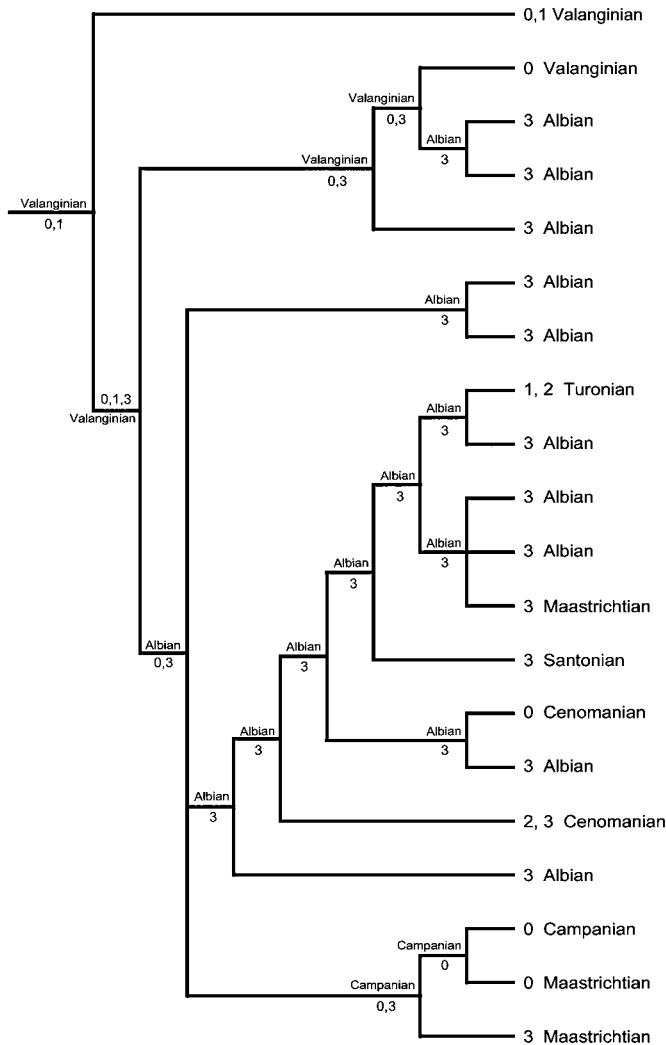 0,1 Valanginian
0 Valanginian
Valanginian
0,3
3 Albian
Albian
3
Valanginian
0,3
3 Albian
Valanginian
0,1
3 Albian
3 Albian
Albian
3
3 Albian
1, 2 Turonian
0,1,3
Valanginian
Albian
3
3 Albian
Albian
3
3 Albian
Albian
3
3 Albian
Albian
3
3 Maastrichtian
Albian
0,3
Albian
3
3 Santonian
0 Cenomanian
Albian
3
Albian
3
3 Albian
Albian
3
2, 3 Cenomanian
3 Albian
0 Campanian
Campanian
0
0 Maastrichtian
Campanian
0,3
3 Maastrichtian